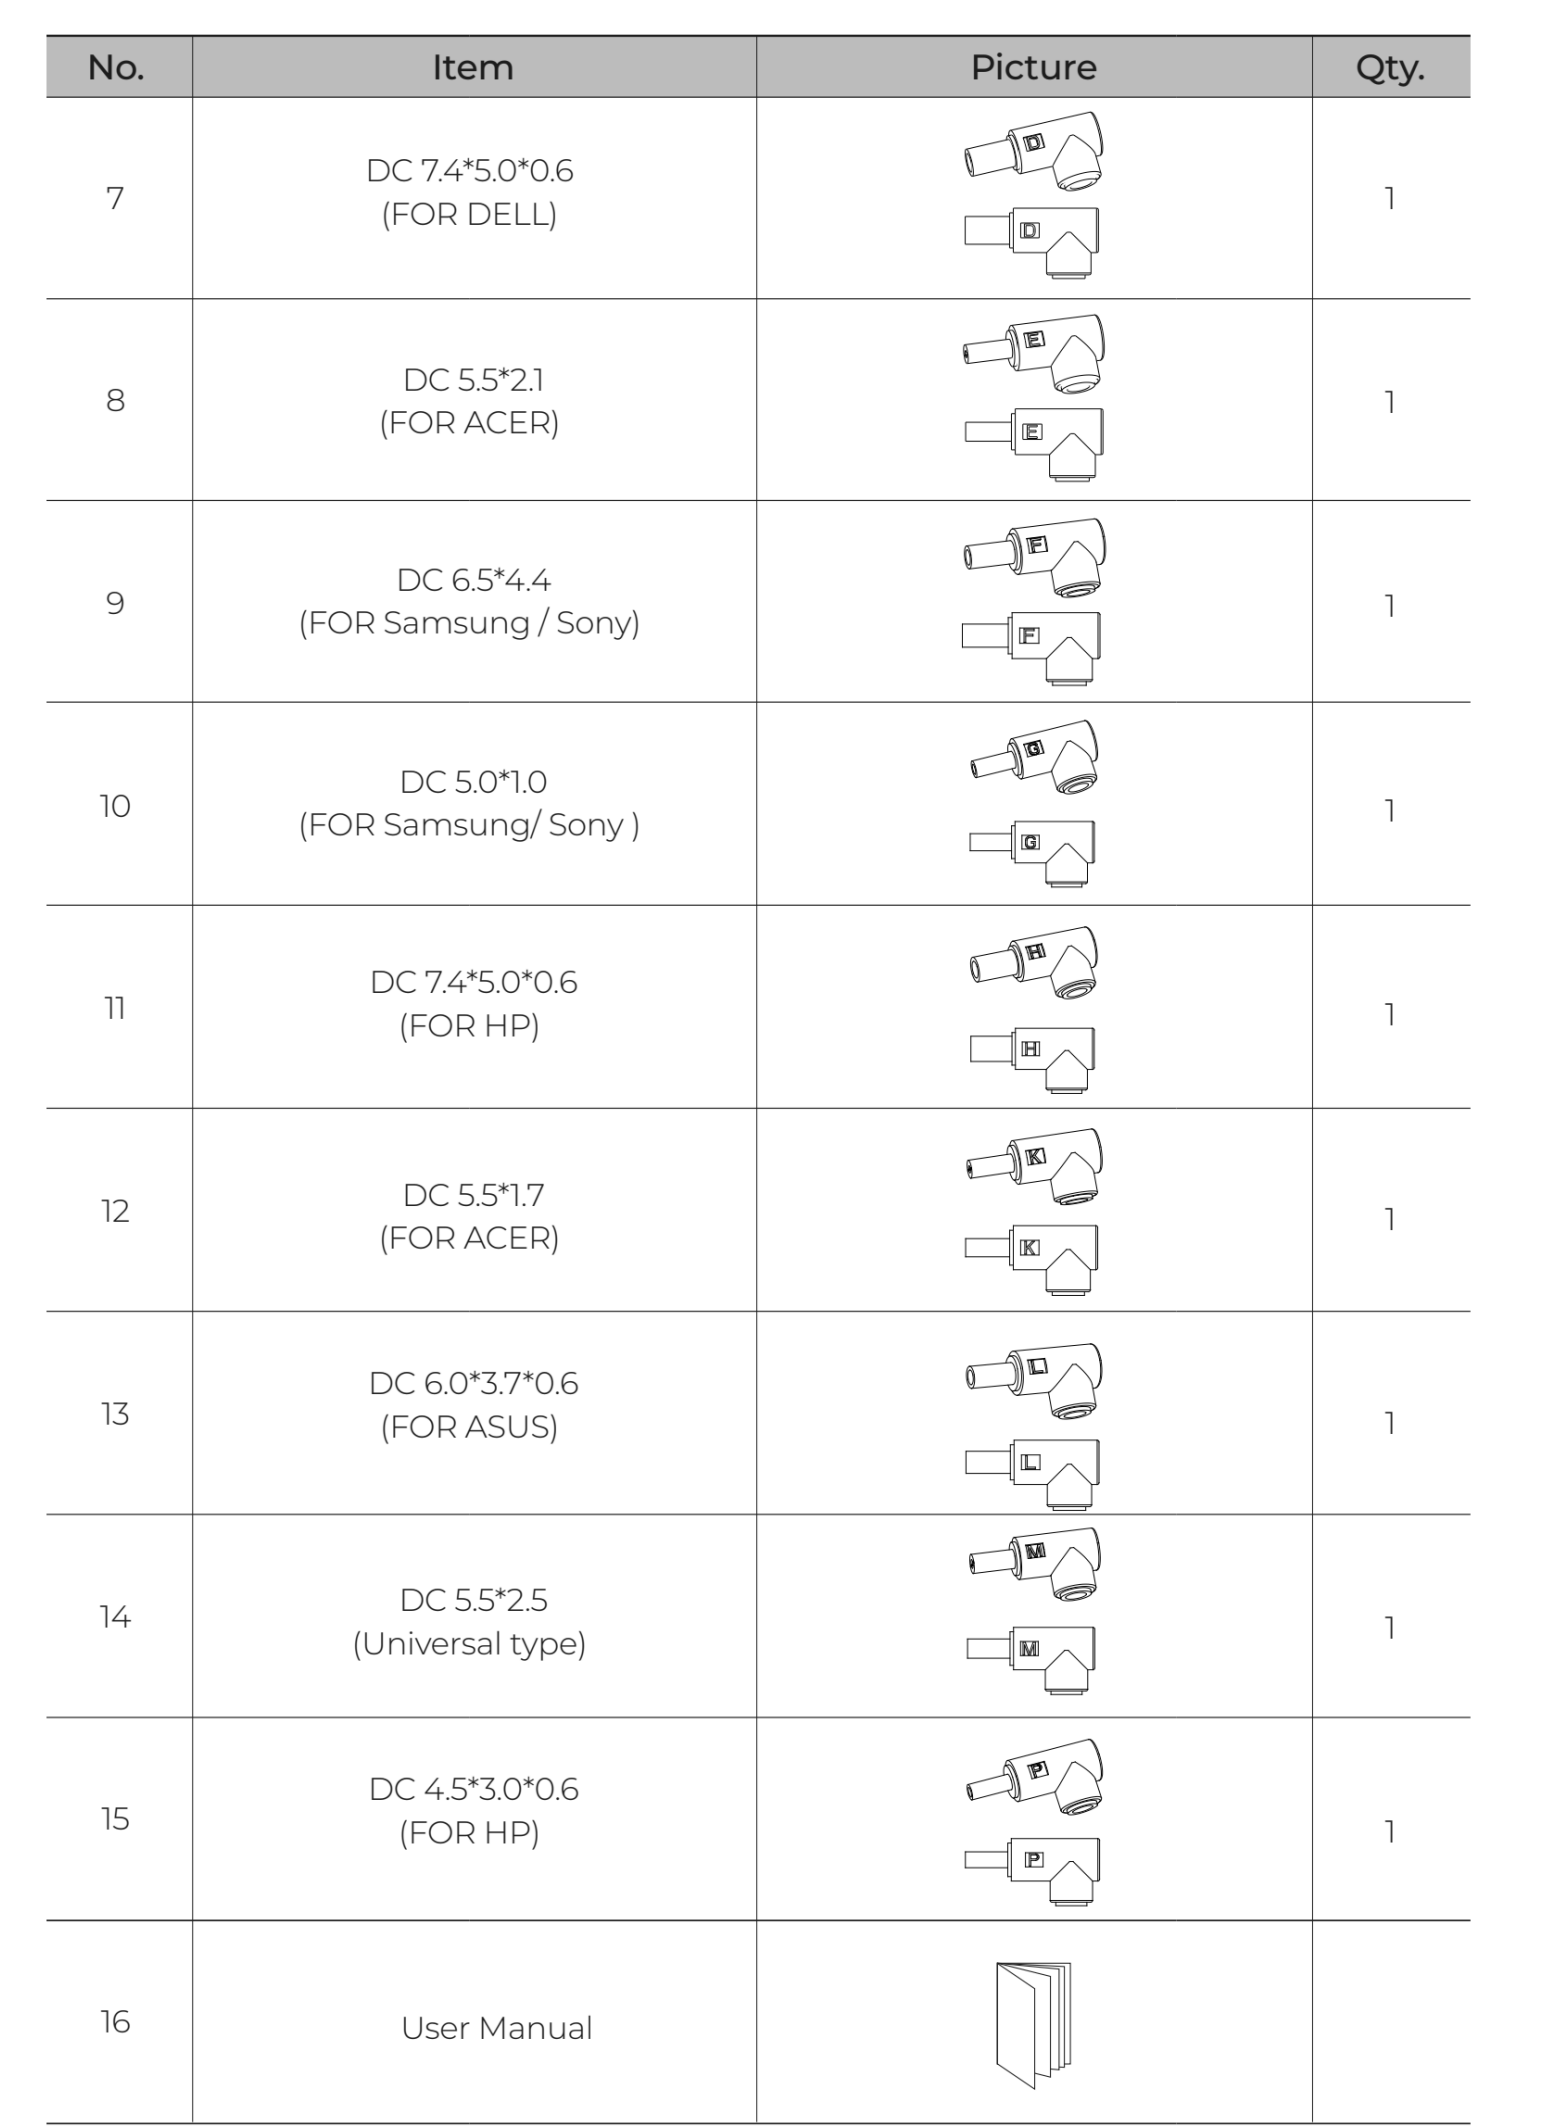 No. Item Picture Qty.
D
7 DC 7.4*5.0*0.6
(FOR DELL) 1
D
E
8 DC 5.5*2.1
(FOR ACER) 1
E
F
9 DC 6.5*4.4
(FOR Samsung / Sony) 1
F
G
10 DC 5.0*1.0
(FOR Samsung/ Sony ) 1
G
H
11 DC 7.4*5.0*0.6
(FOR HP) 1
H
K
12 DC 5.5*1.7
(FOR ACER) 1
K
L
13 DC 6.0*3.7*0.6
(FOR ASUS) 1
L
M
14 DC 5.5*2.5
(Universal type) 1
M
P
15 DC 4.5*3.0*0.6
(FOR HP) 1
P
16 User Manual